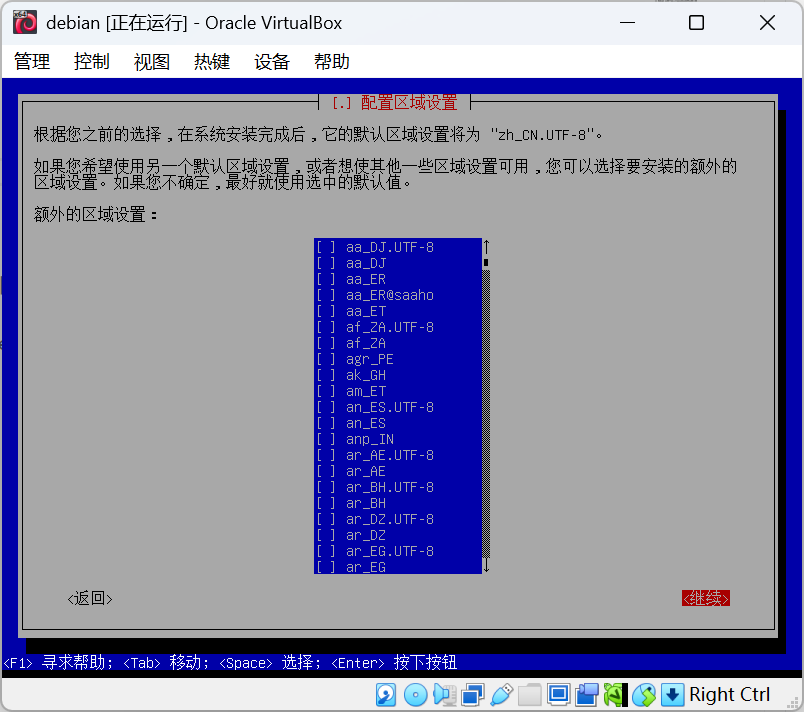 debian [正在运行] - Oracle VirtualBox
管理 控制 视图 热键 设备 帮助
[.] 配置区域设置
根据您之前的选择，在系统安装完成后，它的默认区域设置将为 "zh_CN.UTF-8"。
如果您希望使用另一个默认区域设置，或者想使其他一些区域设置可用，您可以选择要安装的额外的
区域设置。如果您不确定，最好就使用选中的默认值。
额外的区域设置：
[ ] aa_DJ.UTF-8
[ ] aa_DJ
[ ] aa_ER
[ ] aa_ER@saaho
[ ] aa_ET
[ ] af_ZA.UTF-8
[ ] af_ZA
[ ] agr_PE
[ ] ak_GH
[ ] am_ET
[ ] an_ES.UTF-8
[ ] an_ES
[ ] anp_IN
[ ] ar_AE.UTF-8
[ ] ar_AE
[ ] ar_BH.UTF-8
[ ] ar_BH
[ ] ar_DZ.UTF-8
[ ] ar_DZ
[ ] ar_EG.UTF-8
[ ] ar_EG
<返回> <继续>
<F1> 寻求帮助; <Tab> 移动; <Space> 选择; <Enter> 按下按钮
Right Ctrl